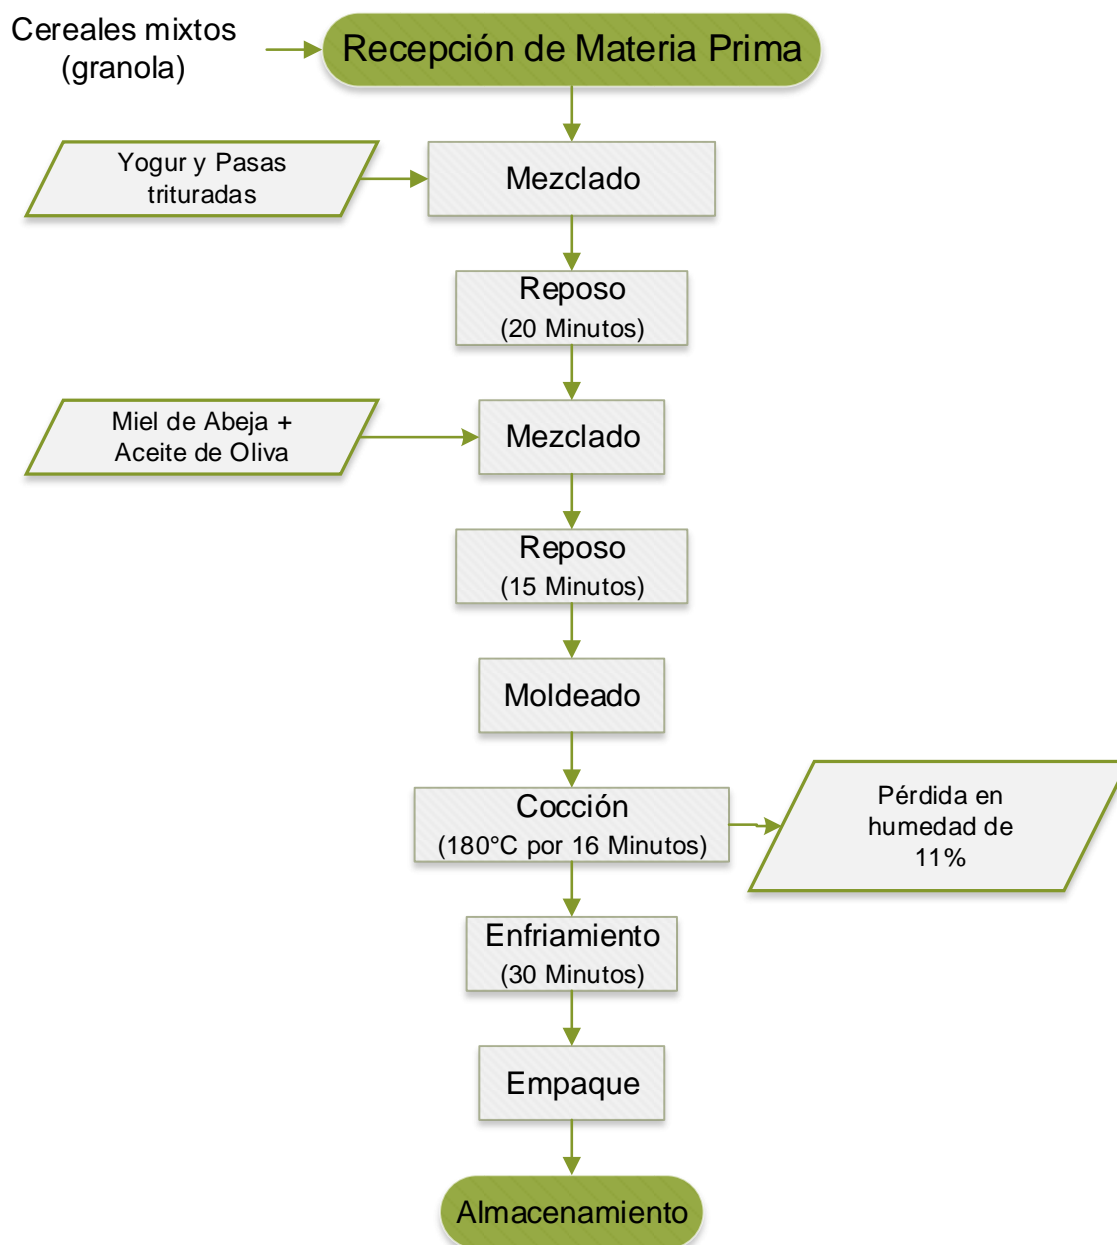 Cereales mixtos
(granola)
Recepción de Materia Prima
Yogur y Pasas
trituradas
Mezclado
Reposo
(20 Minutos)
Miel de Abeja +
Aceite de Oliva
Mezclado
Reposo
(15 Minutos)
Moldeado
Cocción
(180°C por 16 Minutos)
Pérdida en
humedad de
11%
Enfriamiento
(30 Minutos)
Empaque
Almacenamiento